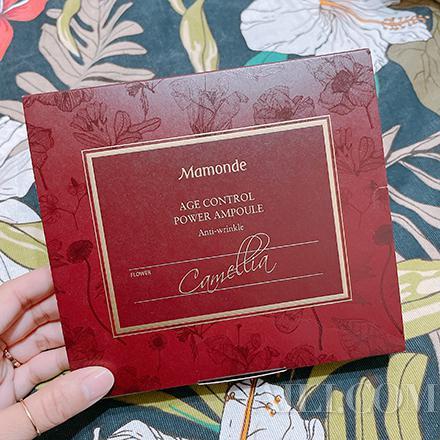 Mamonde
AGE CONTROL
POWER AMPOULE
Anti-wrinkle
FLOWER
Camellia